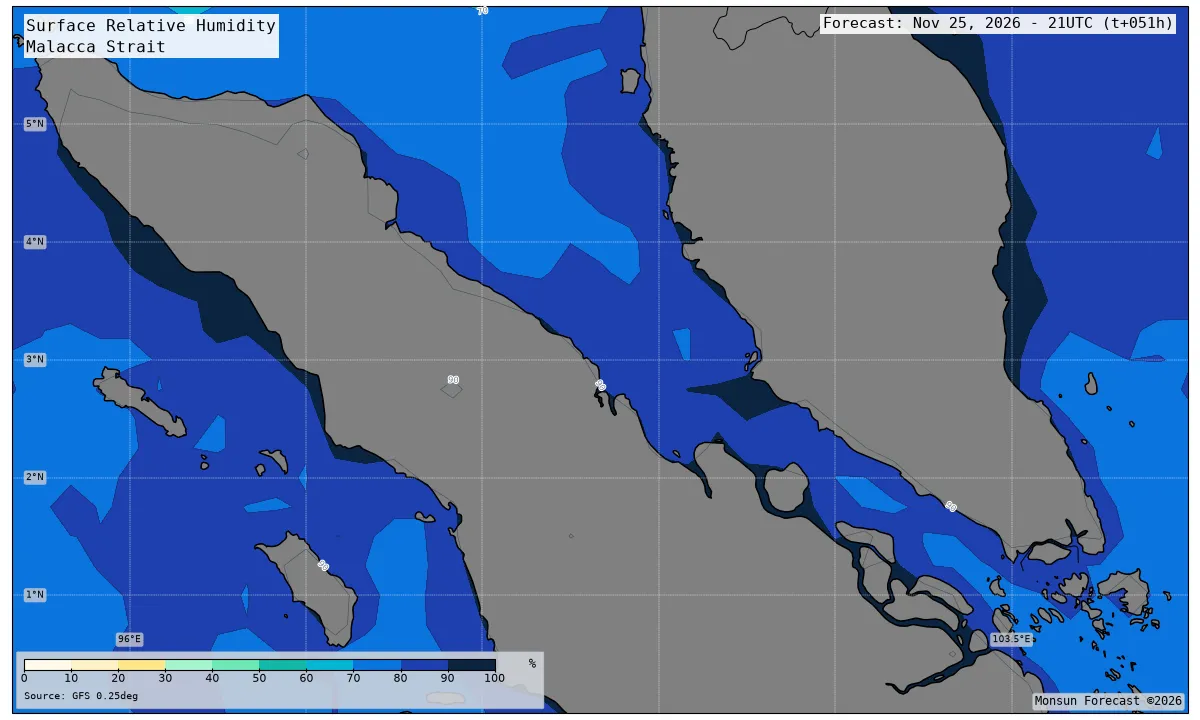 70
Surface Relative Humidity
Malacca Strait
Forecast: Nov 25, 2026 - 21UTC (t+051h)
5°N
4°N
3°N
90
90
2°N
90
90
1°N
96°E
103.5°E
%
0 10 20 30 40 50 60 70 80 90 100
Source: GFS 0.25deg
Monsun Forecast ©2026